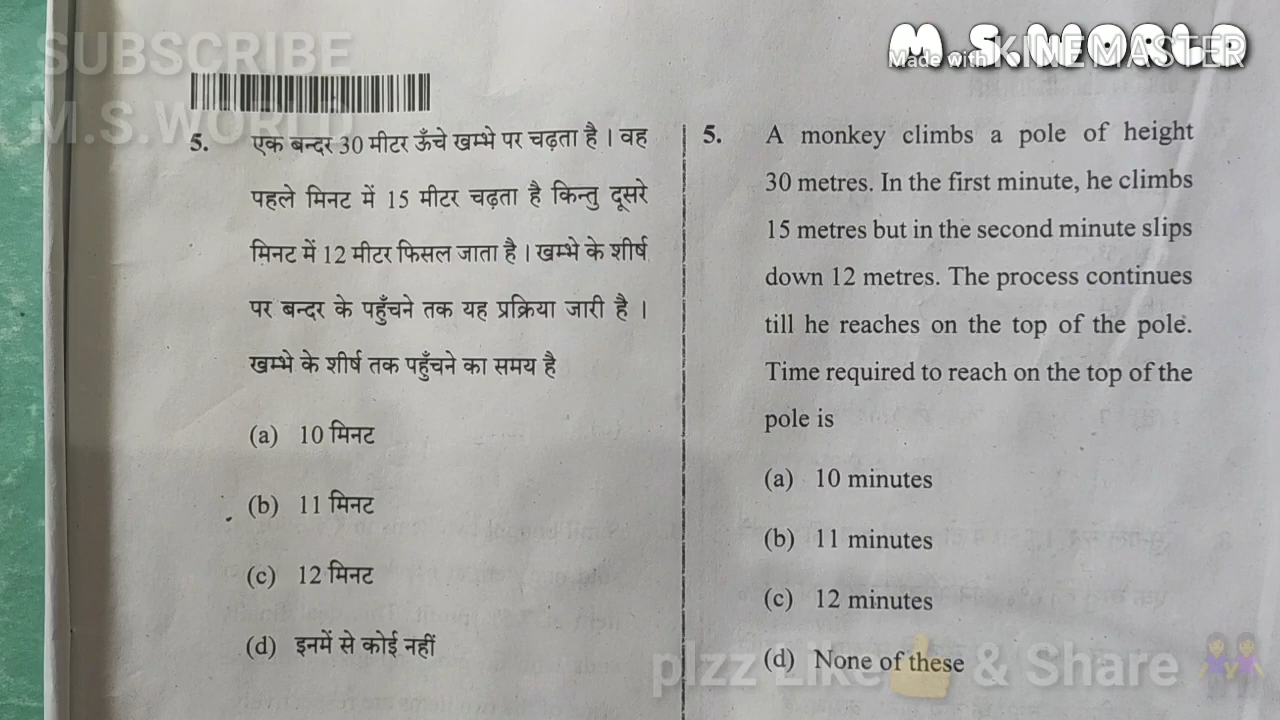 SUBSCRIBE
M.S.WORLD
M.S.WORLD
Made with KINEMASTER
5. एक बन्दर 30 मीटर ऊँचे खम्भे पर चढ़ता है । वह
पहले मिनट में 15 मीटर चढ़ता है किन्तु दूसरे
मिनट में 12 मीटर फिसल जाता है । खम्भे के शीर्ष
पर बन्दर के पहुँचने तक यह प्रक्रिया जारी है ।
खम्भे के शीर्ष तक पहुँचने का समय है
(a) 10 मिनट
(b) 11 मिनट
(c) 12 मिनट
(d) इनमें से कोई नहीं
5. A monkey climbs a pole of height
30 metres. In the first minute, he climbs
15 metres but in the second minute slips
down 12 metres. The process continues
till he reaches on the top of the pole.
Time required to reach on the top of the
pole is
(a) 10 minutes
(b) 11 minutes
(c) 12 minutes
(d) None of these
plzz Like & Share